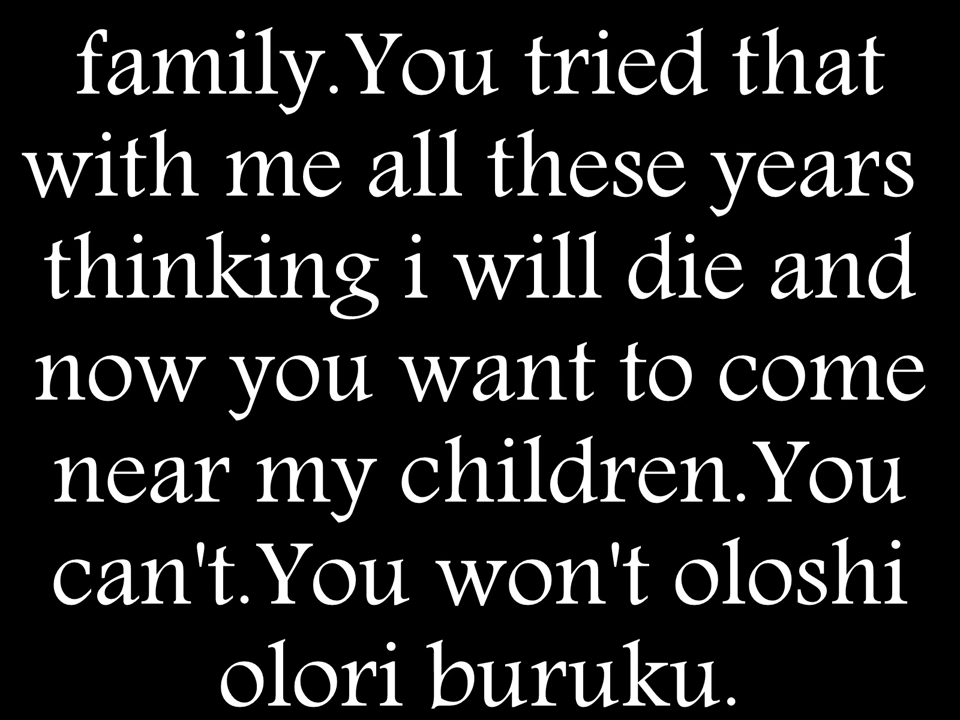 family.You tried that
with me all these years
thinking i will die and
now you want to come
near my children.You
can't.You won't oloshi
olori buruku.